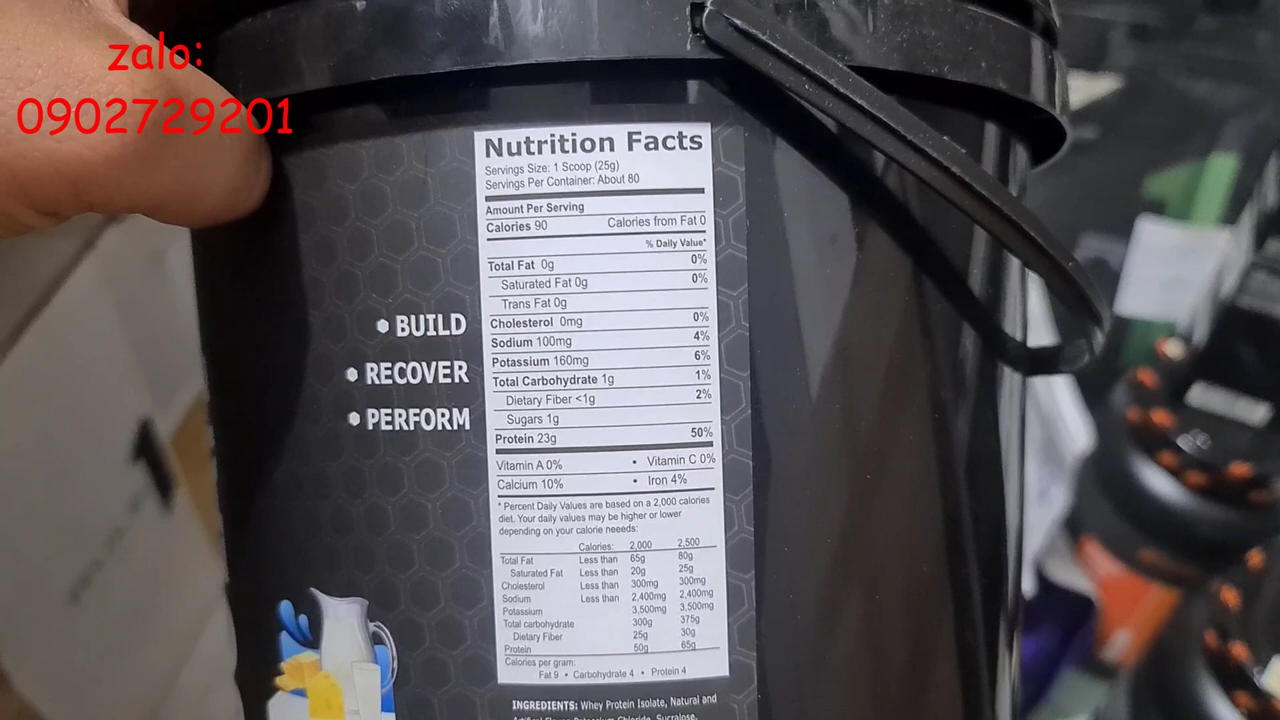 zalo:
0902729201
Nutrition Facts
Servings Size: 1 Scoop (25g)
Servings Per Container: About 80
Amount Per Serving
Calories 90 Calories from Fat 0
% Daily Value*
Total Fat 0g 0%
Saturated Fat 0g 0%
Trans Fat 0g
Cholesterol 0mg 0%
Sodium 100mg 4%
Potassium 160mg 6%
Total Carbohydrate 1g 1%
Dietary Fiber <1g 2%
Sugars 1g
Protein 23g 50%
Vitamin A 0% • Vitamin C 0%
Calcium 10% • Iron 4%
* Percent Daily Values are based on a 2,000 calories
diet. Your daily values may be higher or lower
depending on your calorie neeeds:
Calories: 2,000 2,500
Total Fat Less than 65g 80g
Saturated Fat Less than 20g 25g
Cholesterol Less than 300mg 300mg
Sodium Less than 2,400mg 2,400mg
Potassium 3,500mg 3,500mg
Total carbohydrate 300g 375g
Dietary Fiber 25g 30g
Protein 50g 65g
Calories per gram:
Fat 9 • Carbohydrate 4 • Protein 4
• BUILD
• RECOVER
• PERFORM
INGREDIENTS: Whey Protein Isolate, Natural and
Potassium Chloride, Sucralose,